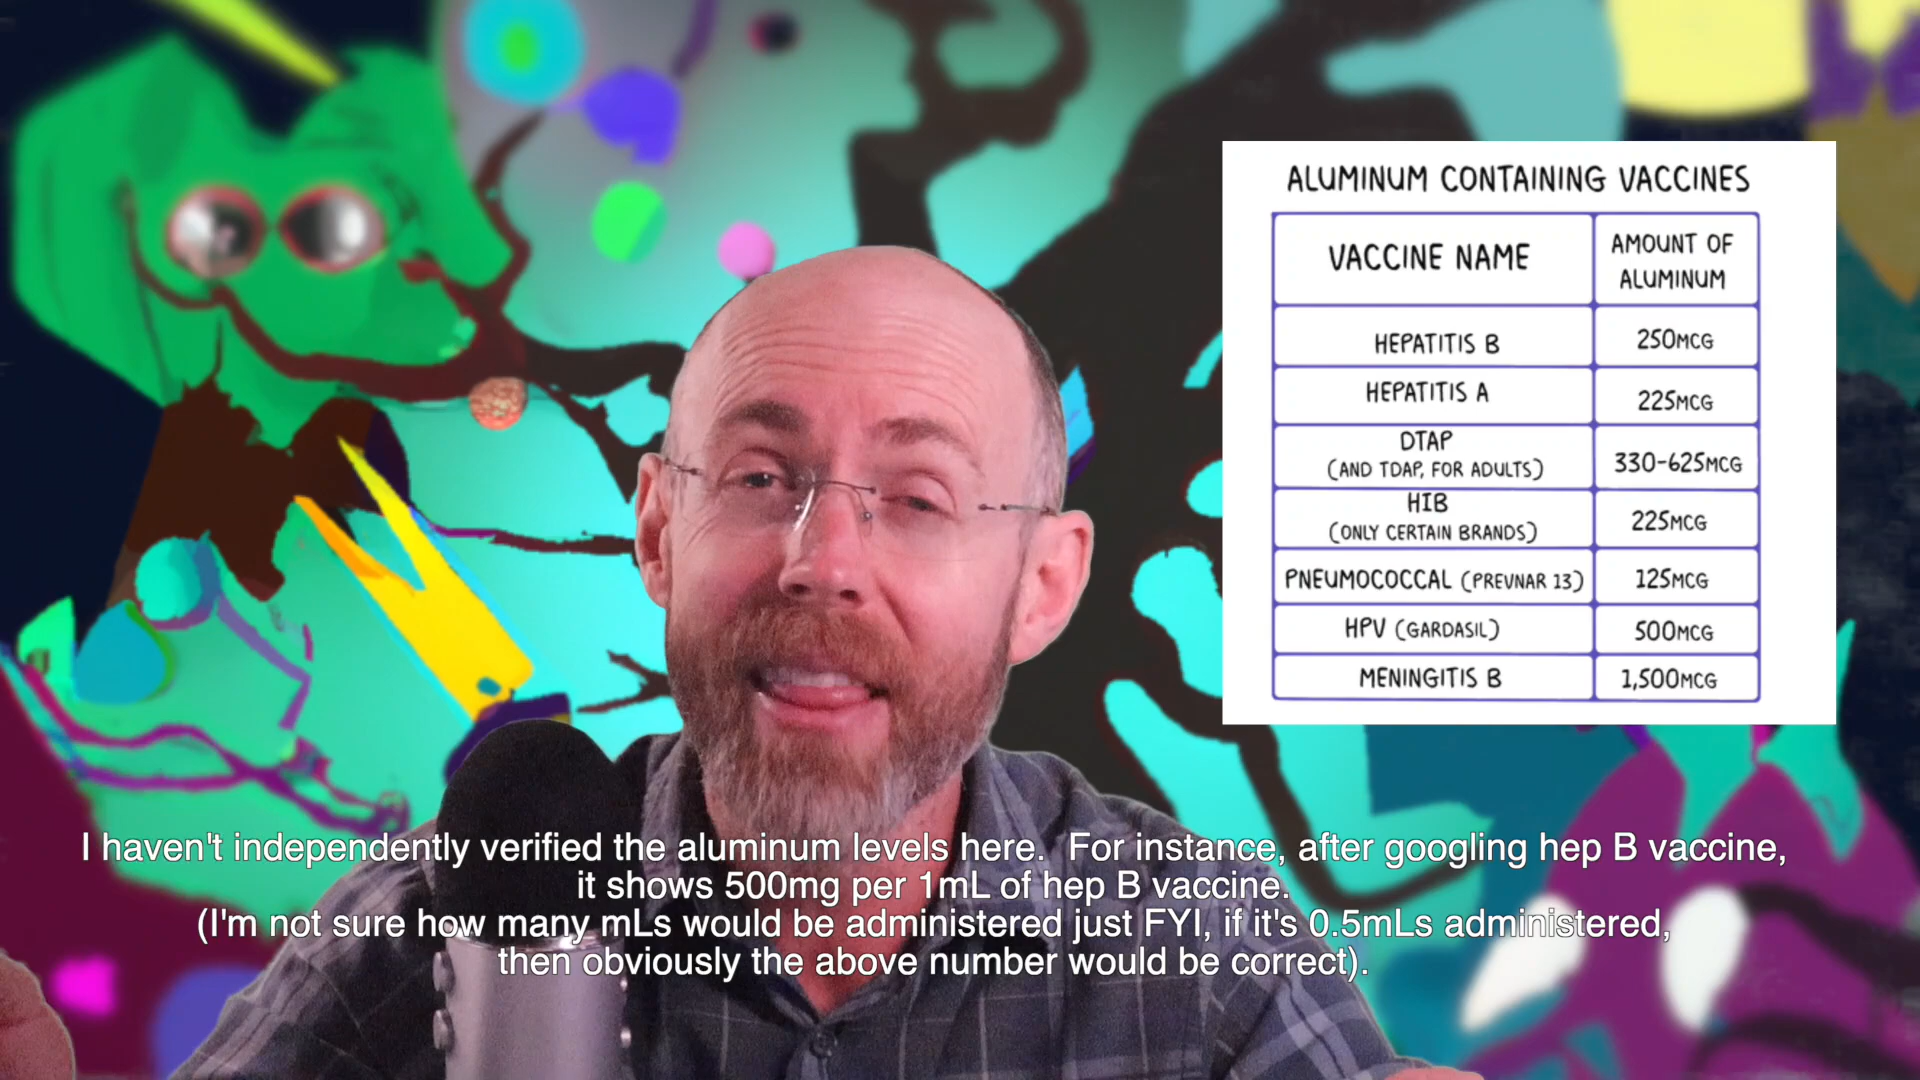 ALUMINUM CONTAINING VACCINES
VACCINE NAME
AMOUNT OF
ALUMINUM
HEPATITIS B
250MCG
HEPATITIS A
225MCG
DTAP
(AND TDAP, FOR ADULTS)
330-625MCG
HIB
(ONLY CERTAIN BRANDS)
225MCG
PNEUMOCOCCAL (PREVNAR 13)
125MCG
HPV (GARDASIL)
500MCG
MENINGITIS B
1,500MCG
I haven't independently verified the aluminum levels here. For instance, after googling hep B vaccine,
it shows 500mg per 1mL of hep B vaccine.
(I'm not sure how many mLs would be administered just FYI, if it's 0.5mLs administered,
then obviously the above number would be correct).